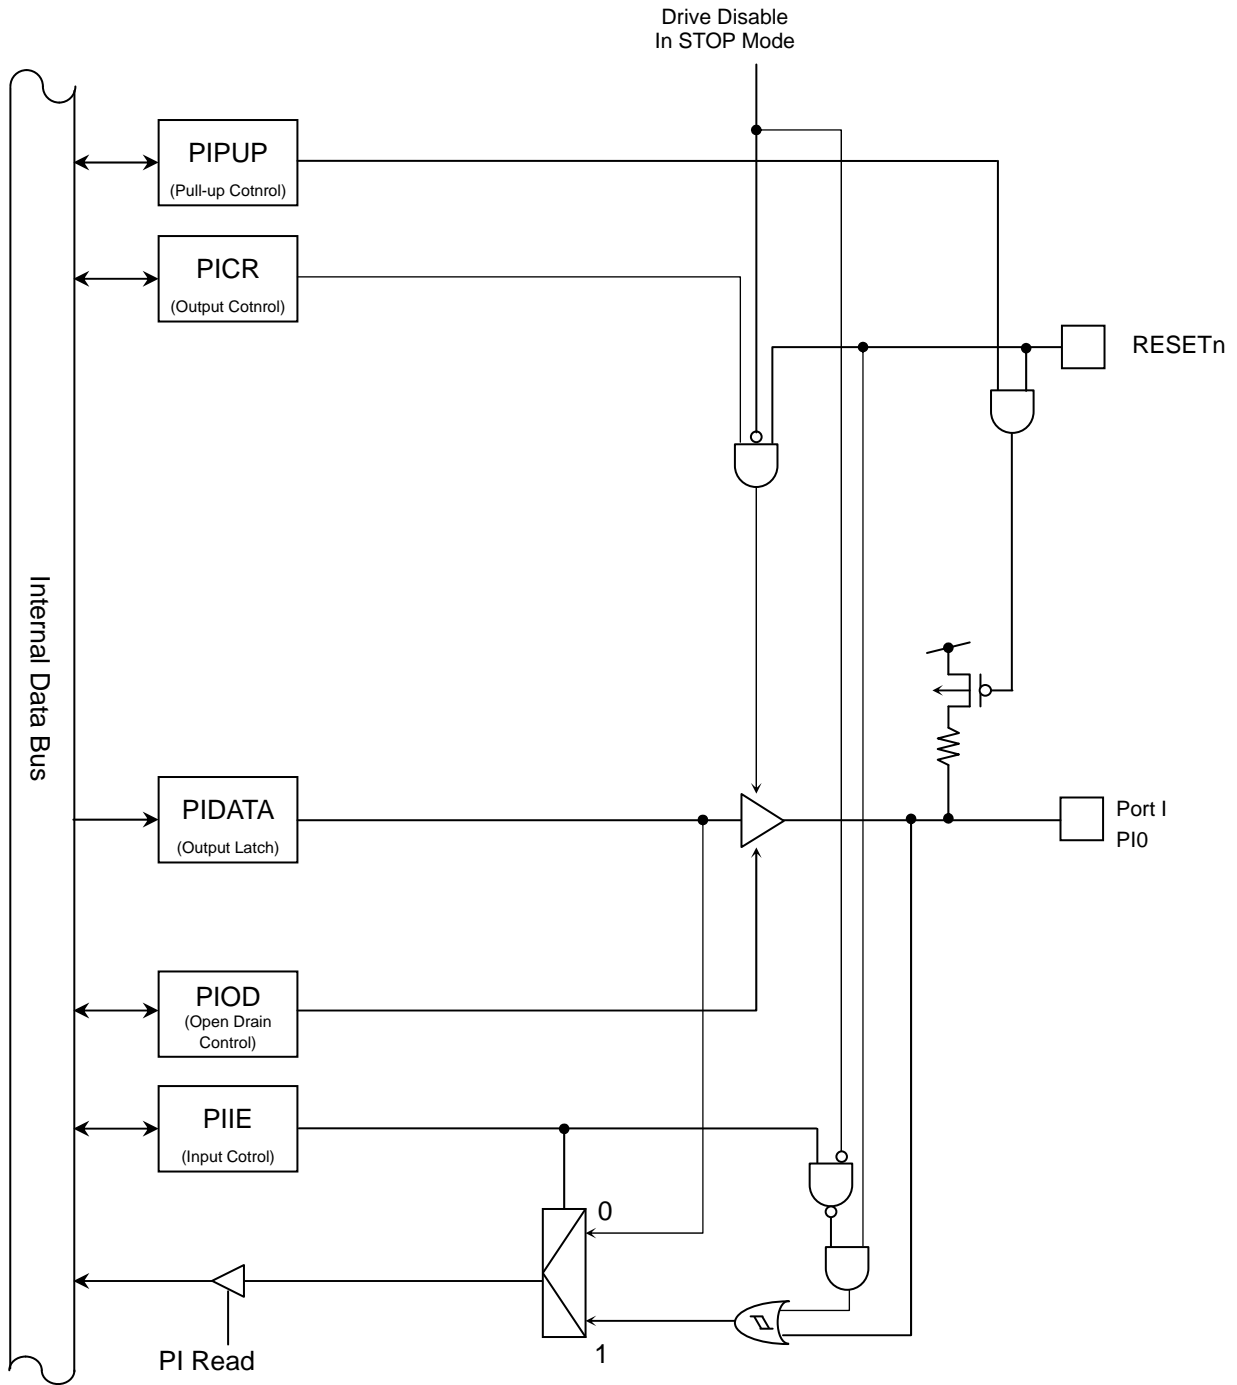 Drive Disable
In STOP Mode
PIPUP
(Pull-up Cotnrol)
PICR
(Output Cotnrol)
RESETn
Internal Data Bus
PIDATA
(Output Latch)
Port I
PI0
PIOD
(Open Drain
Control)
PIIE
(Input Cotrol)
0
1
PI Read